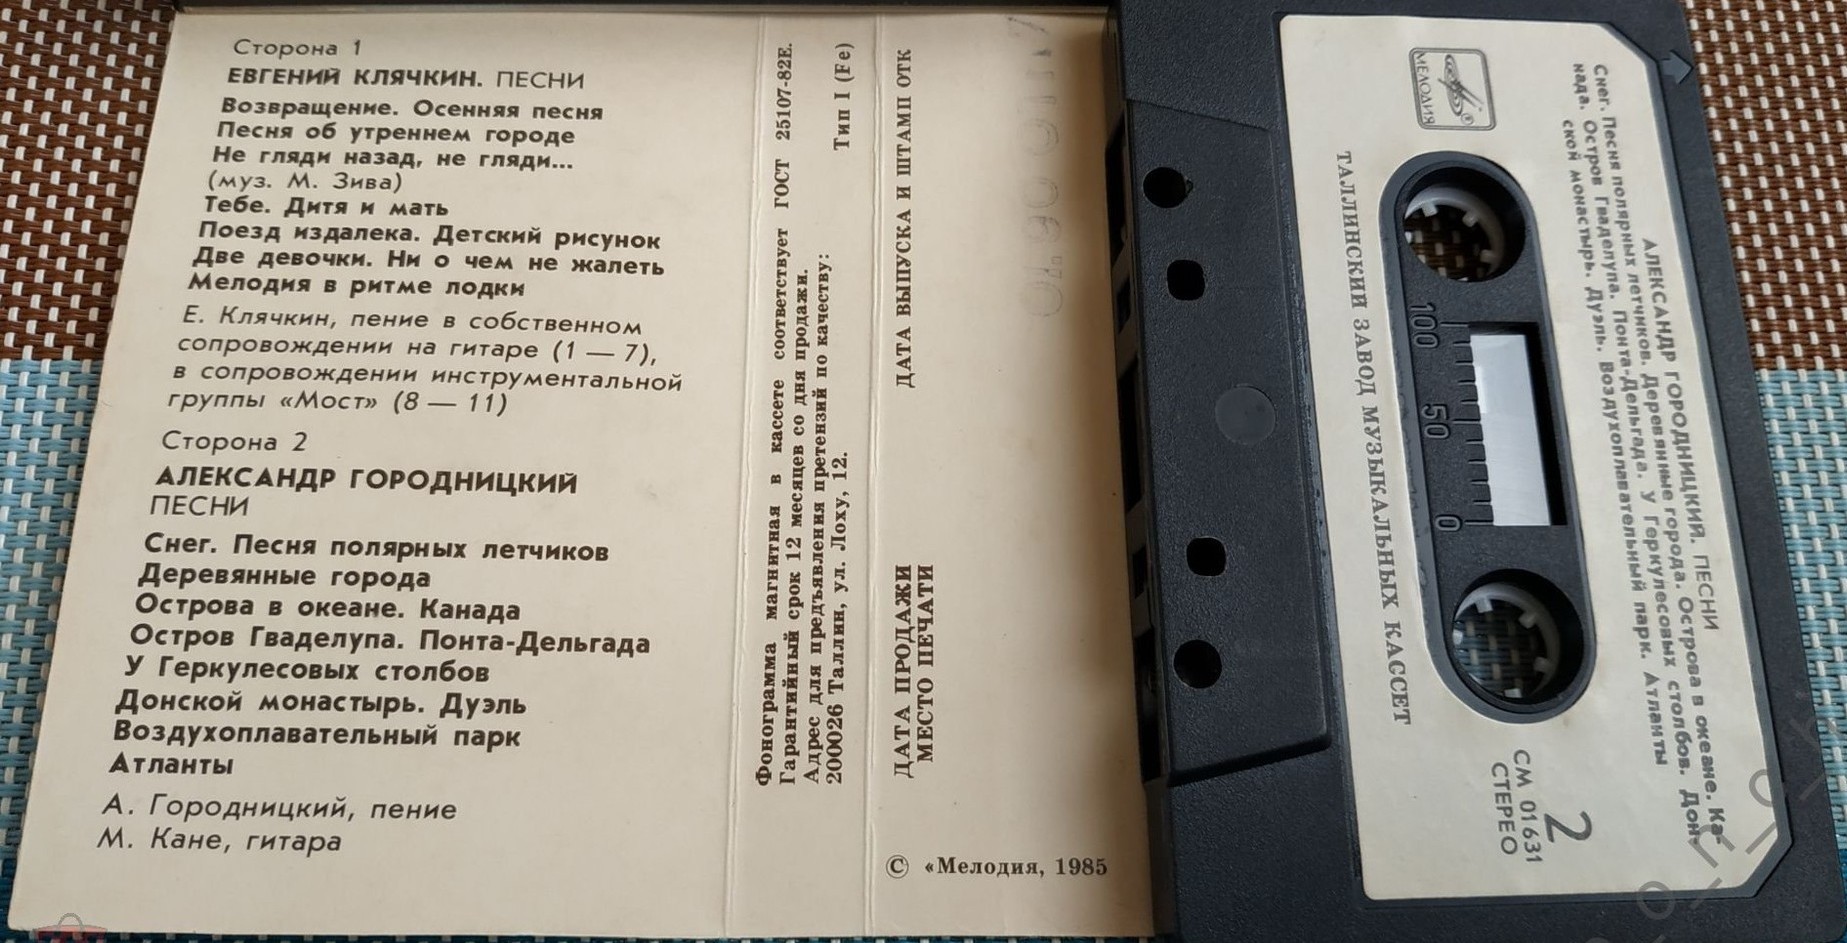 Сторона 1
ЕВГЕНИЙ КЛЯЧКИН. ПЕСНИ
Возвращение. Осенняя песня
Песня об утреннем городе
Не гляди назад, не гляди...
(муз. М. Зива)
Тебе. Дитя и мать
Поезд издалека. Детский рисунок
Две девочки. Ни о чем не жалеть
Мелодия в ритме лодки
Е. Клячкин, пение в собственном
сопровождении на гитаре (1 — 7),
в сопровождении инструментальной
группы «Мост» (8 — 11)
Сторона 2
АЛЕКСАНДР ГОРОДНИЦКИЙ
ПЕСНИ
Снег. Песня полярных летчиков
Деревянные города
Острова в океане. Канада
Остров Гваделупа. Понта-Дельгада
У Геркулесовых столбов
Донской монастырь. Дуэль
Воздухоплавательный парк
Атланты
А. Городницкий, пение
М. Кане, гитара
Фонограмма магнитная в кассете соответствует ГОСТ 25107-82Е.
Гарантийный срок 12 месяцев со дня продажи. Тип I (Fe)
Адрес для предъявления претензий по качеству:
200026 Таллин, ул. Лоху, 12.
ДАТА ВЫПУСКА И ШТАМП ОТК
ДАТА ПРОДАЖИ
МЕСТО ПЕЧАТИ
© «Мелодия, 1985
МЕЛОДИЯ
ТАЛЛИНСКИЙ ЗАВОД МУЗЫКАЛЬНЫХ КАССЕТ
100 50 0
АЛЕКСАНДР ГОРОДНИЦКИЙ. ПЕСНИ
Снег. Песня полярных летчиков. Деревянные города. Острова в океане. Ка-
нада. Остров Гваделупа. Понта-Дельгада. У Геркулесовых столбов. Дон-
ской монастырь. Дуэль. Воздухоплавательный парк. Атланты
2
СМ 01631
СТЕРЕО